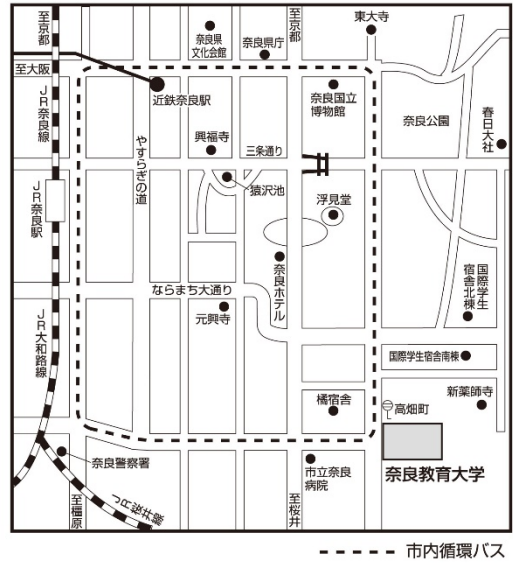 至京都
至京都
東大寺
奈良県
文化会館
奈良県庁
至大阪
近鉄奈良駅
奈良国立
博物館
奈良公園
春日大社
JR奈良線
やすらぎの道
興福寺
三条通り
猿沢池
浮見堂
JR奈良駅
奈良ホテル
国際学生
宿舎北棟
ならまち大通り
元興寺
JR大和路線
国際学生宿舎南棟
新薬師寺
橘宿舎
高畑町
奈良教育大学
奈良警察署
市立奈良
病院
JR桜井線
至橿原
至桜井
市内循環バス